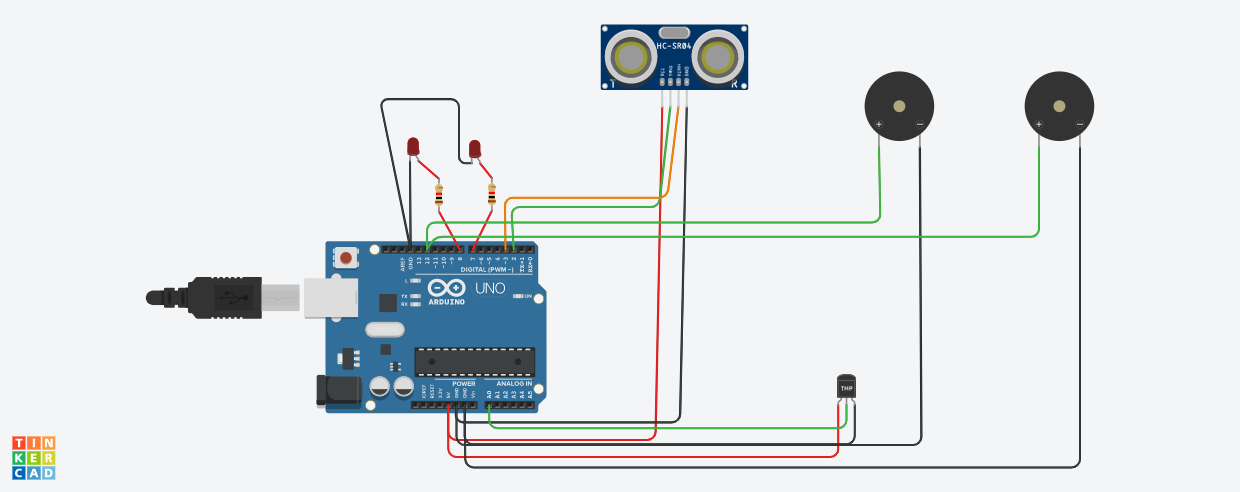 HC-SR04
VCC
TRIG
ECHO
GND
T R
+ −
+ −
AREF
GND
13
12
~11
~10
~9
8
7
~6
~5
4
~3
2
TX→1
RX←0
DIGITAL (PWM~)
L
TX
RX
ARDUINO
UNO
ON
TMP
POWER
ANALOG IN
IOREF
RESET
3.3V
5V
GND
GND
Vin
A0
A1
A2
A3
A4
A5
TIN
KER
CAD